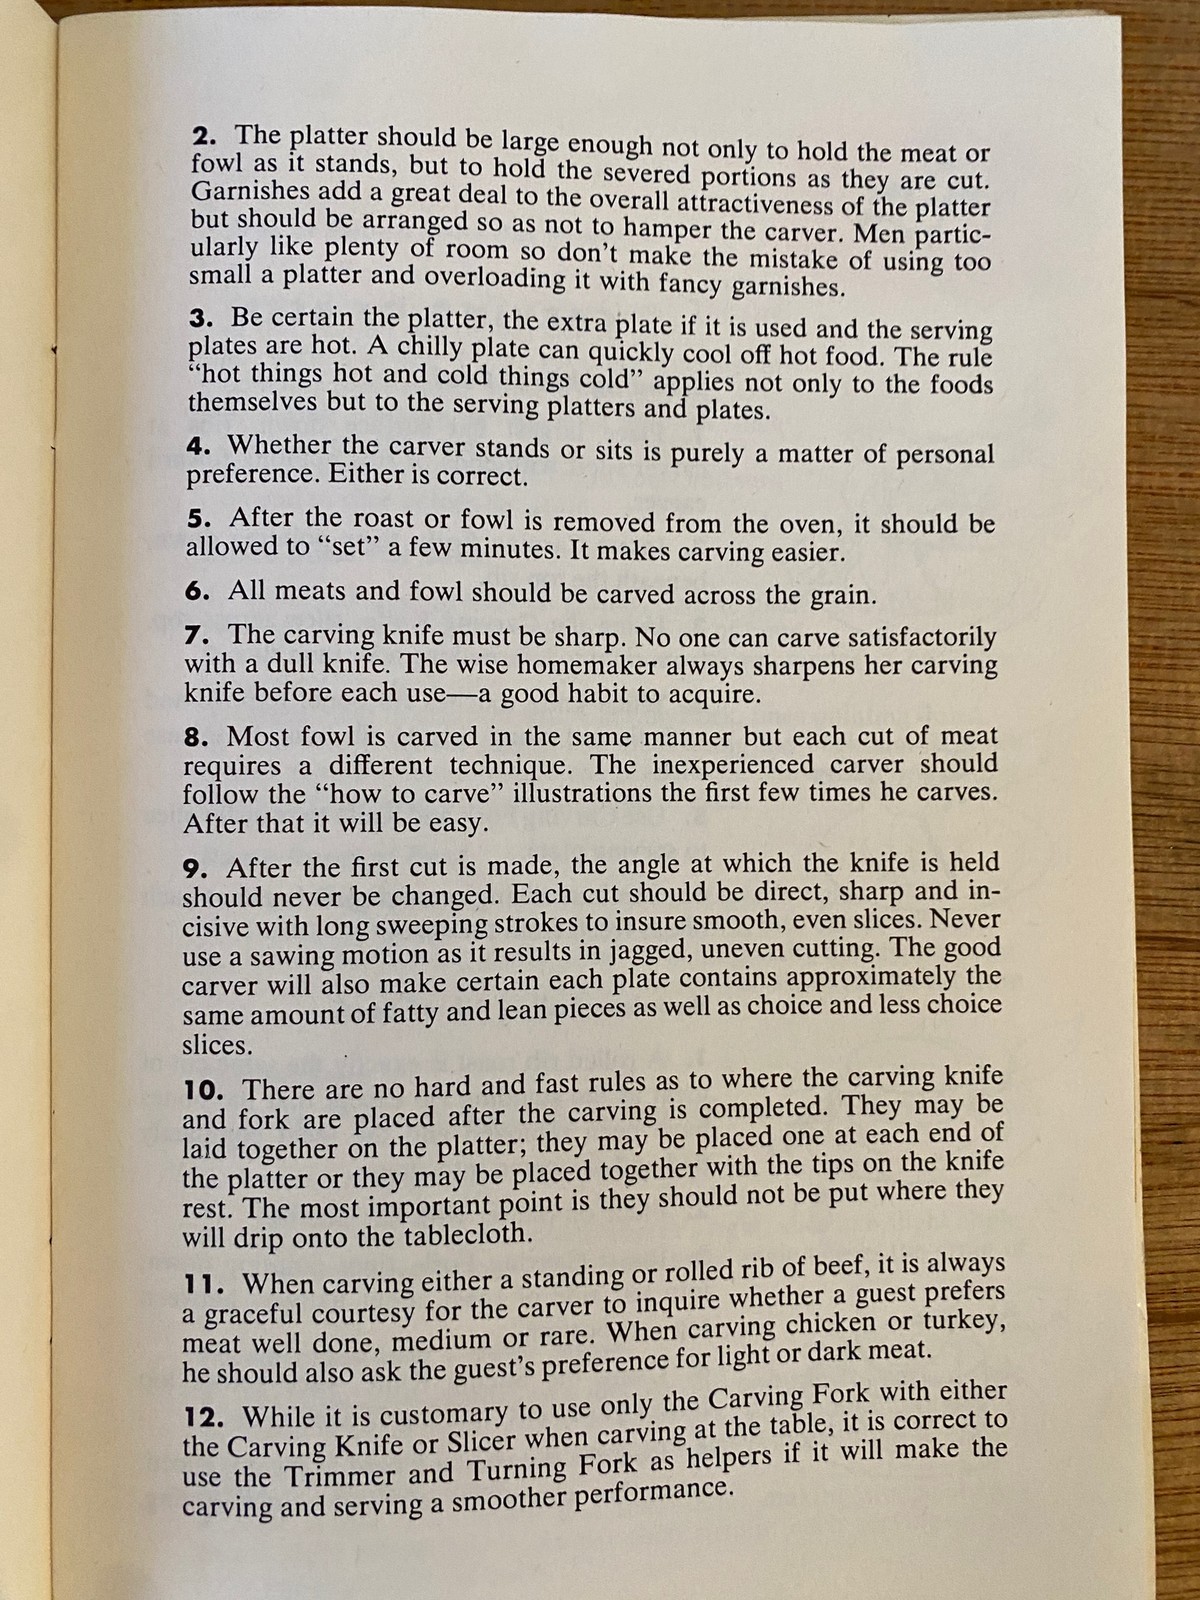 2. The platter should be large enough not only to hold the meat or
fowl as it stands, but to hold the severed portions as they are cut.
Garnishes add a great deal to the overall attractiveness of the platter
but should be arranged so as not to hamper the carver. Men partic-
ularly like plenty of room so don't make the mistake of using too
small a platter and overloading it with fancy garnishes.
3. Be certain the platter, the extra plate if it is used and the serving
plates are hot. A chilly plate can quickly cool off hot food. The rule
“hot things hot and cold things cold” applies not only to the foods
themselves but to the serving platters and plates.
4. Whether the carver stands or sits is purely a matter of personal
preference. Either is correct.
5. After the roast or fowl is removed from the oven, it should be
allowed to “set” a few minutes. It makes carving easier.
6. All meats and fowl should be carved across the grain.
7. The carving knife must be sharp. No one can carve satisfactorily
with a dull knife. The wise homemaker always sharpens her carving
knife before each use—a good habit to acquire.
8. Most fowl is carved in the same manner but each cut of meat
requires a different technique. The inexperienced carver should
follow the “how to carve” illustrations the first few times he carves.
After that it will be easy.
9. After the first cut is made, the angle at which the knife is held
should never be changed. Each cut should be direct, sharp and in-
cisive with long sweeping strokes to insure smooth, even slices. Never
use a sawing motion as it results in jagged, uneven cutting. The good
carver will also make certain each plate contains approximately the
same amount of fatty and lean pieces as well as choice and less choice
slices.
10. There are no hard and fast rules as to where the carving knife
and fork are placed after the carving is completed. They may be
laid together on the platter; they may be placed one at each end of
the platter or they may be placed together with the tips on the knife
rest. The most important point is they should not be put where they
will drip onto the tablecloth.
11. When carving either a standing or rolled rib of beef, it is always
a graceful courtesy for the carver to inquire whether a guest prefers
meat well done, medium or rare. When carving chicken or turkey,
he should also ask the guest's preference for light or dark meat.
12. While it is customary to use only the Carving Fork with either
the Carving Knife or Slicer when carving at the table, it is correct to
use the Trimmer and Turning Fork as helpers if it will make the
carving and serving a smoother performance.